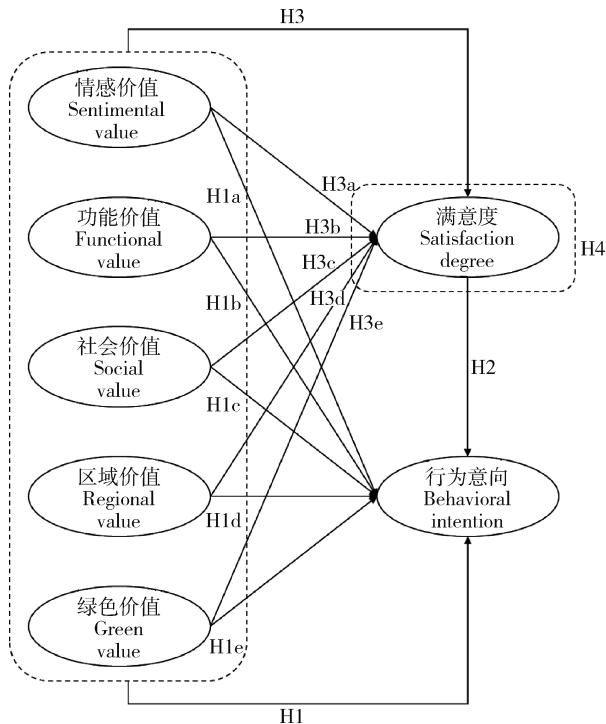 H3
情感价值
Sentimental
value
H1a
H3a
功能价值
Functional
value
H3b
满意度
Satisfaction
degree
H4
H3c
H1b
H3d
H3e
社会价值
Social
value
H1c
H2
区域价值
Regional
value
H1d
行为意向
Behavioral
intention
绿色价值
Green
value
H1e
H1